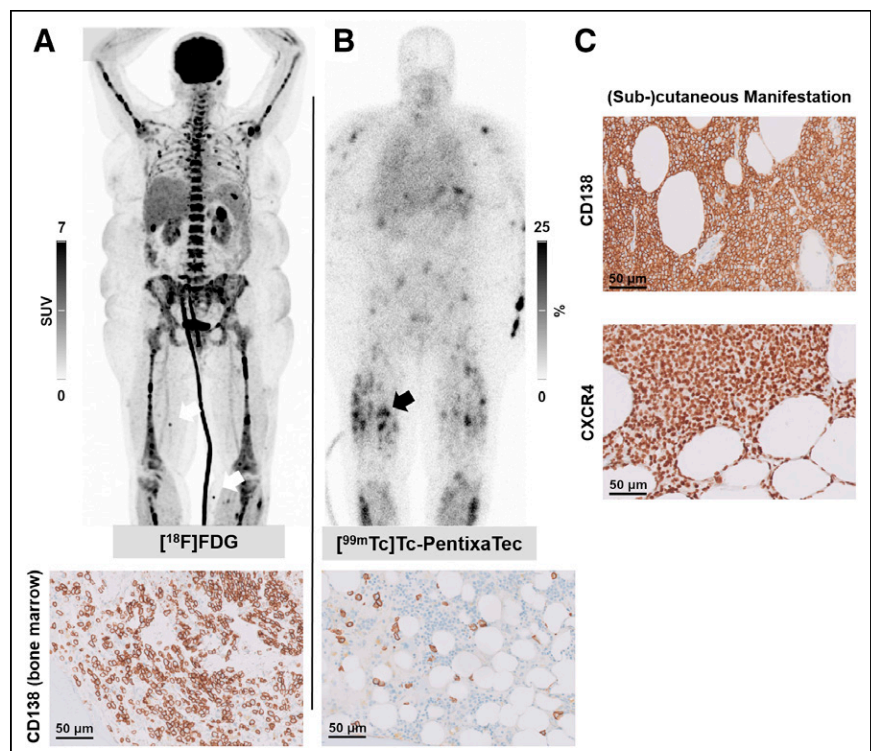 A
B
C
(Sub-)cutaneous Manifestation
CD138
50 µm
7
SUV
0
25
%
0
CXCR4
50 µm
[18F]FDG
[99mTc]Tc-PentixaTec
CD138 (bone marrow)
50 µm
50 µm